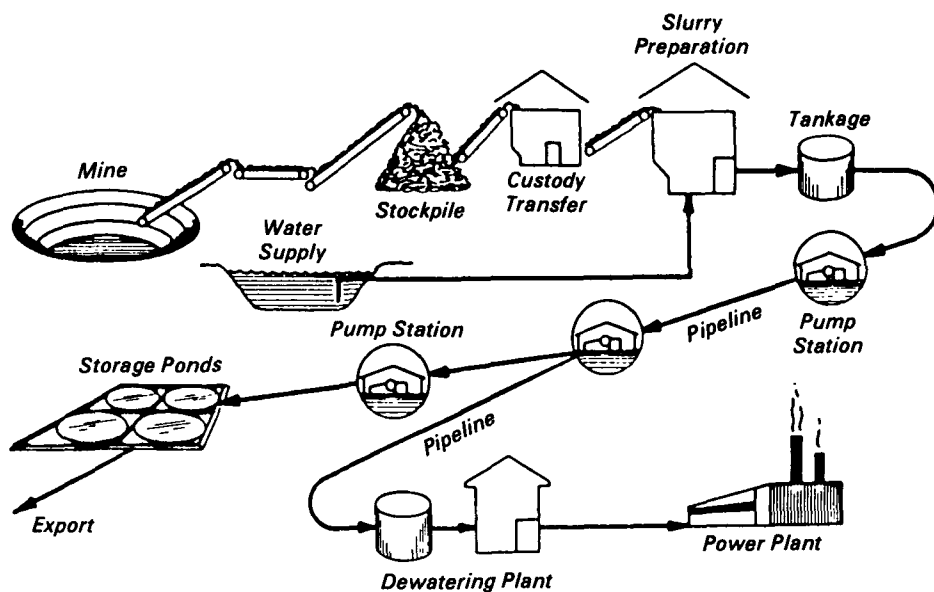 Slurry
Preparation
Tankage
Mine
Custody
Transfer
Stockpile
Water
Supply
Pipeline
Pump
Station
Pump Station
Storage Ponds
Pipeline
Export
Power Plant
Dewatering Plant